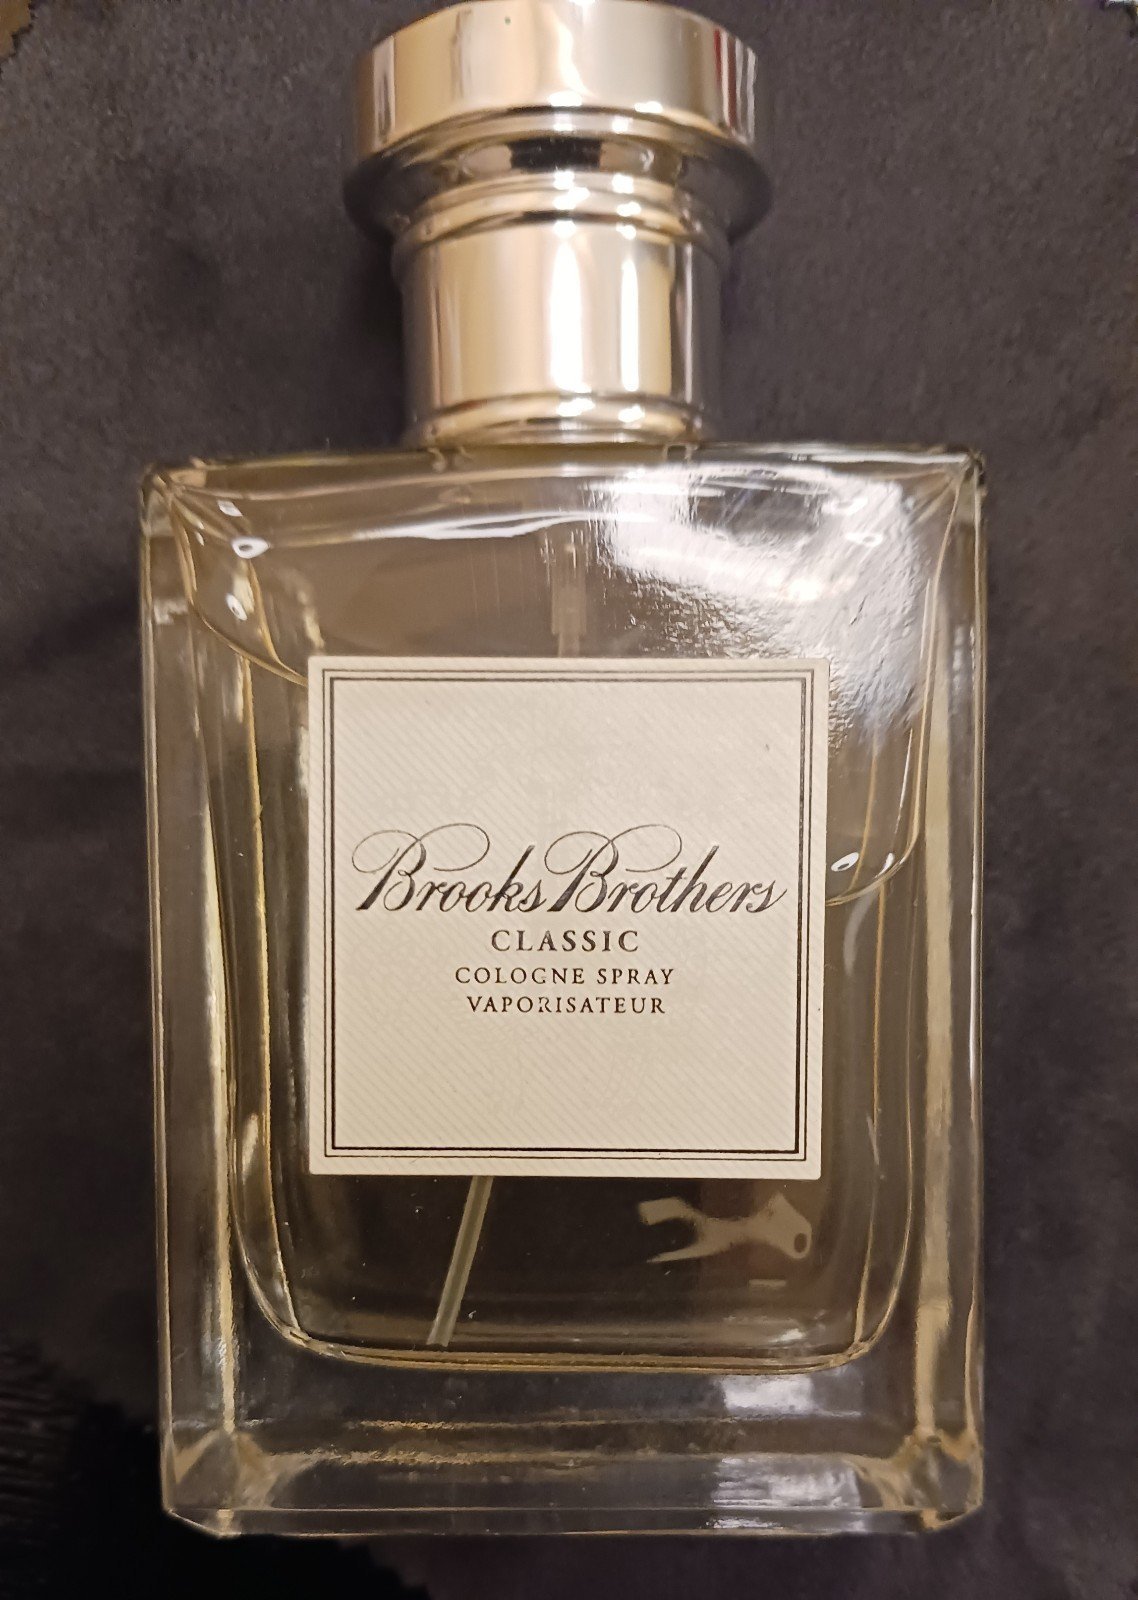 Brooks Brothers
CLASSIC
COLOGNE SPRAY
VAPORISATEUR